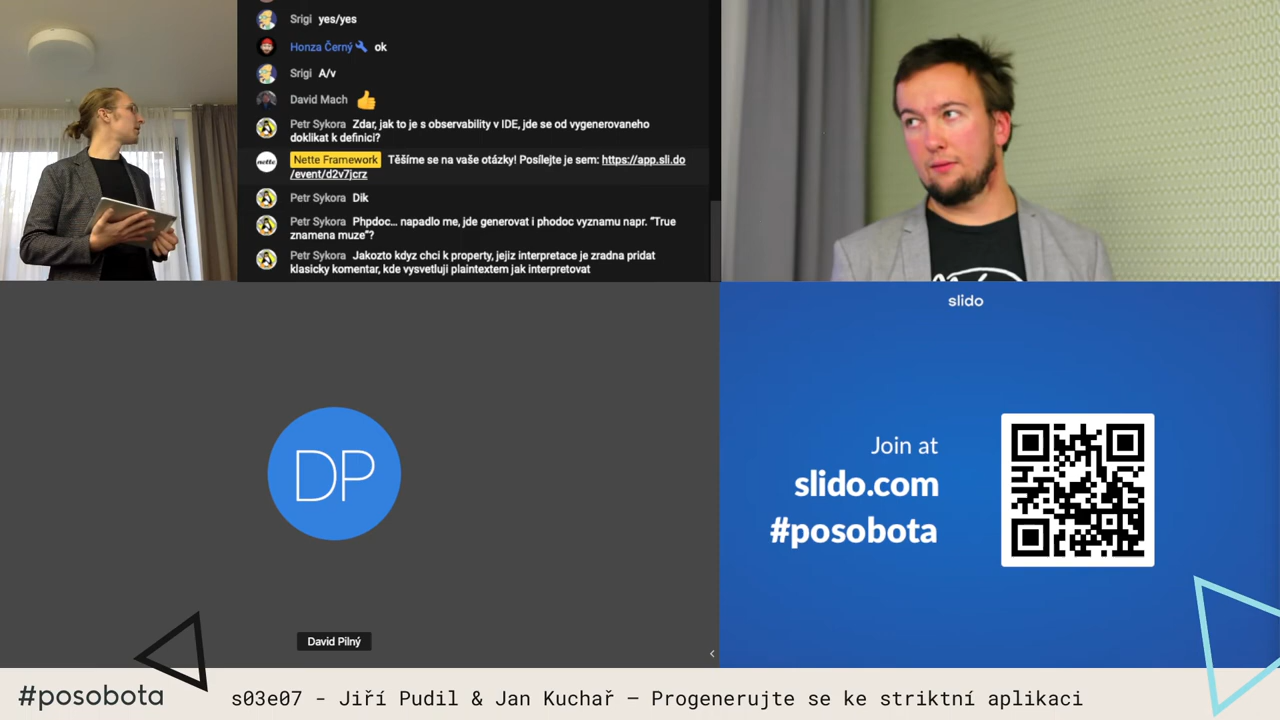 Srigi yes/yes
Honza Černý ok
Srigi A/v
David Mach
Petr Sykora Zdar, jak to je s observability v IDE, jde se od vygenerovaneho
doklikat k definici?
nette
Nette Framework Těšíme se na vaše otázky! Posílejte je sem: https://app.sli.do
/event/d2v7jcrz
Petr Sykora Dik
Petr Sykora Phpdoc... napadlo me, jde generovat i phodoc vyznamu napr. “True
znamena muze”?
Petr Sykora Jakozto kdyz chci k property, jejiz interpretace je zradna pridat
klasicky komentar, kde vysvetluji plaintextem jak interpretovat
slido
Join at
slido.com
#posobota
DP
David Pilný
#posobota
s03e07 - Jiří Pudil & Jan Kuchař – Progenerujte se ke striktní aplikaci